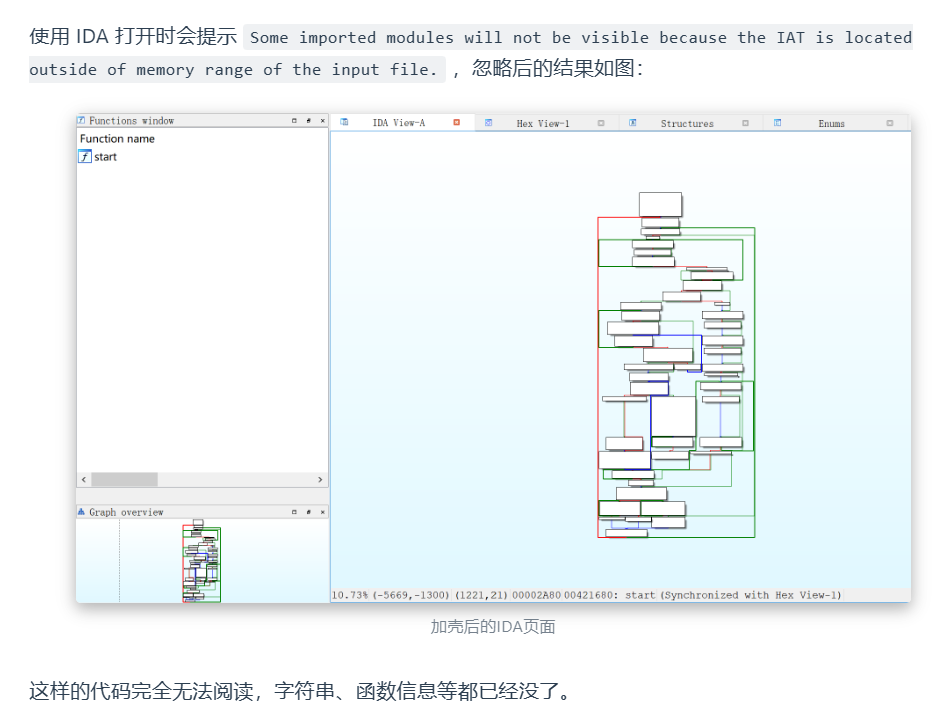 使用 IDA 打开时会提示 Some imported modules will not be visible because the IAT is located
outside of memory range of the input file. ，忽略后的结果如图：
Functions window
Function name
f start
Graph overview
IDA View-A
Hex View-1
Structures
Enums
10.73% (-5669,-1300) (1221,21) 00002A80 00421680: start (Synchronized with Hex View-1)
加壳后的IDA页面
这样的代码完全无法阅读，字符串、函数信息等都已经没了。